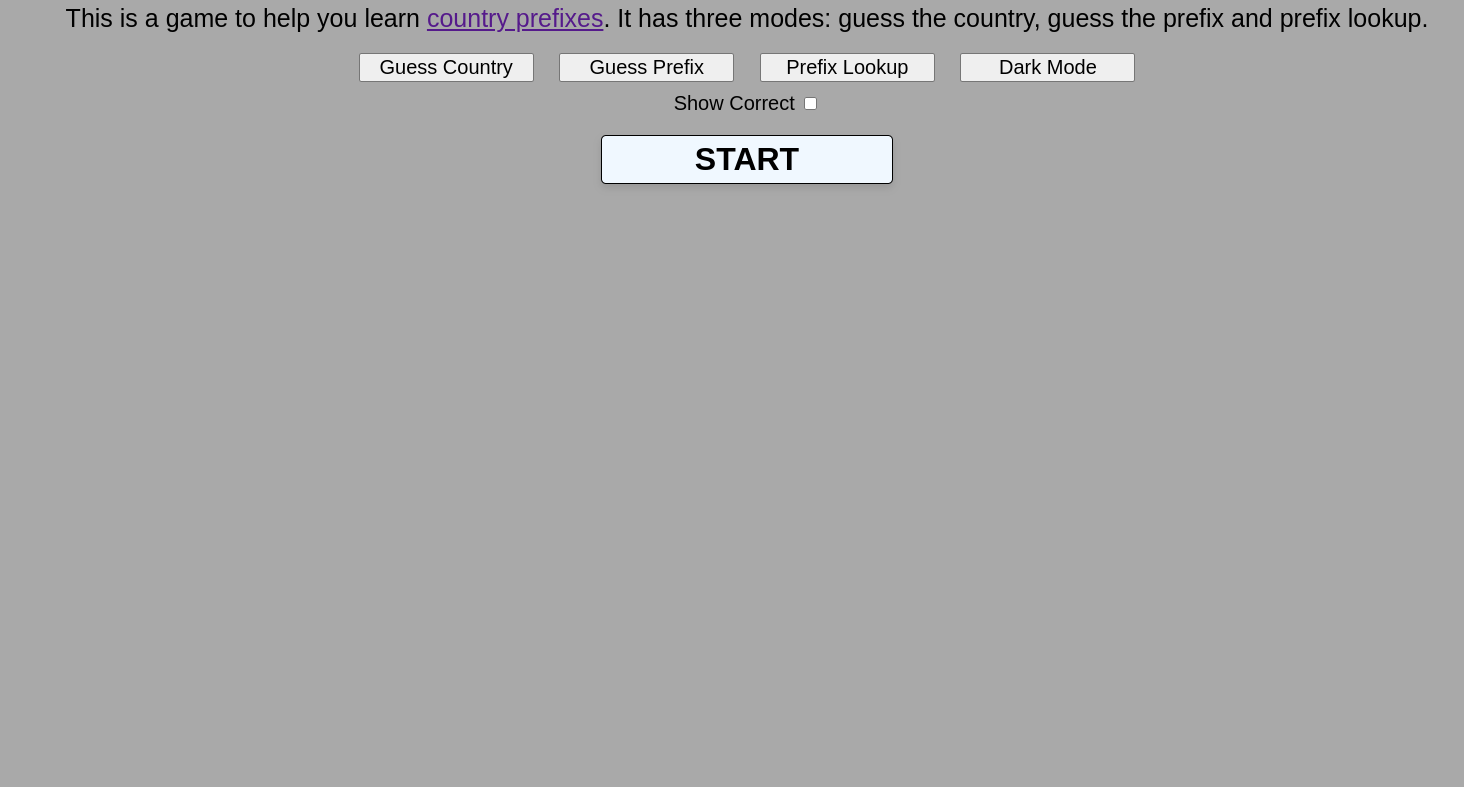 This is a game to help you learn country prefixes. It has three modes: guess the country, guess the prefix and prefix lookup.
Guess Country Guess Prefix Prefix Lookup Dark Mode
Show Correct
START